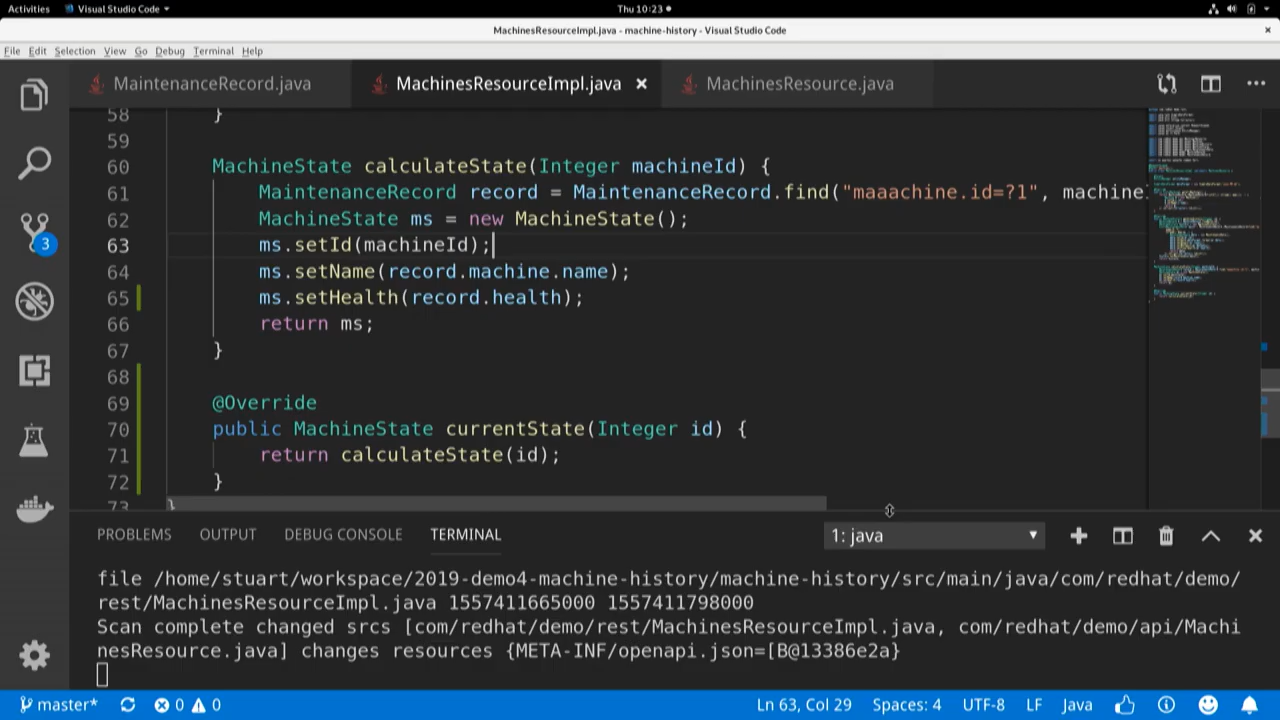 Activities Visual Studio Code Thu 10:23
MachinesResourceImpl.java - machine-history - Visual Studio Code
File Edit Selection View Go Debug Terminal Help
MaintenanceRecord.java MachinesResourceImpl.java MachinesResource.java
58 }
59
60 MachineState calculateState(Integer machineId) {
61 MaintenanceRecord record = MaintenanceRecord.find("maaachine.id=?1", machine
62 MachineState ms = new MachineState();
63 ms.setId(machineId);
64 ms.setName(record.machine.name);
65 ms.setHealth(record.health);
66 return ms;
67 }
68
69 @Override
70 public MachineState currentState(Integer id) {
71 return calculateState(id);
72 }
73 }
3
PROBLEMS OUTPUT DEBUG CONSOLE TERMINAL 1: java
file /home/stuart/workspace/2019-demo4-machine-history/machine-history/src/main/java/com/redhat/demo/
rest/MachinesResourceImpl.java 1557411665000 1557411798000
Scan complete changed srcs [com/redhat/demo/rest/MachinesResourceImpl.java, com/redhat/demo/api/Machi
nesResource.java] changes resources {META-INF/openapi.json=[B@13386e2a}
master* 0 0 Ln 63, Col 29 Spaces: 4 UTF-8 LF Java